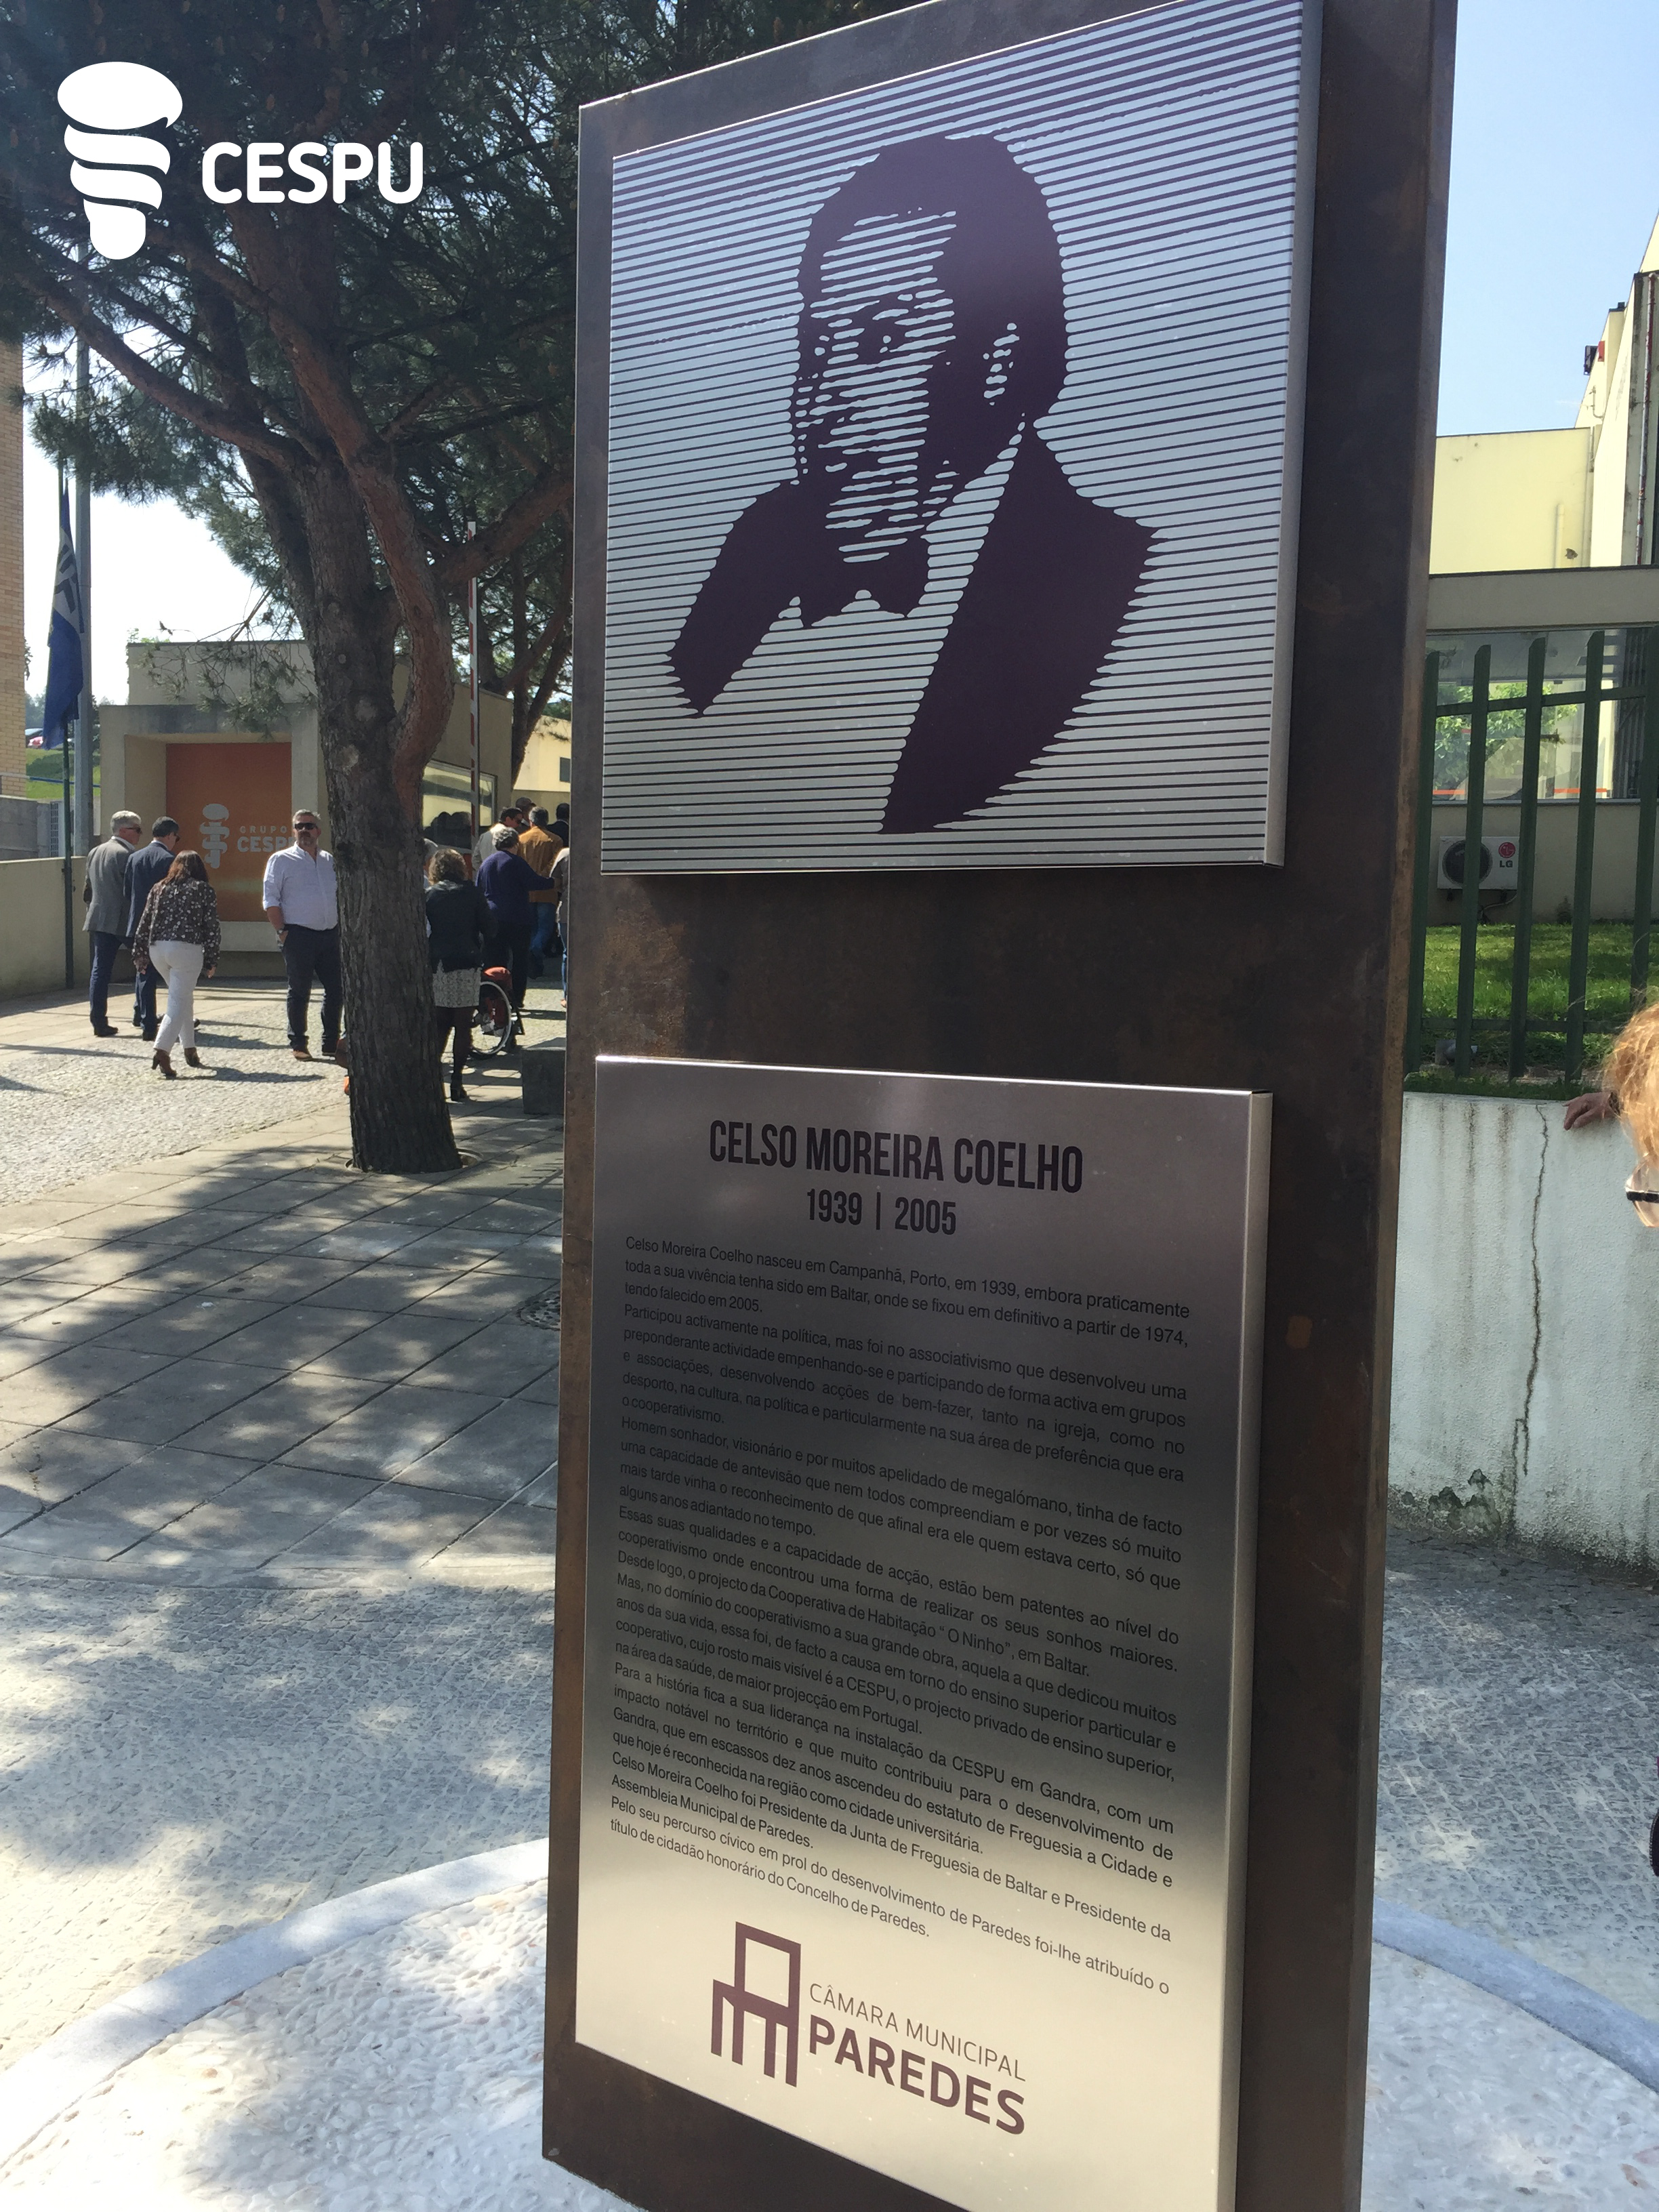 CESPU
GRUPO
CESP
LG
CELSO MOREIRA COELHO
1939 | 2005
Celso Moreira Coelho nasceu em Campanhã, Porto, em 1939, embora praticamente
toda a sua vivência tenha sido em Baltar, onde se fixou em definitivo a partir de 1974,
tendo falecido em 2005.
Participou activamente na política, mas foi no associativismo que desenvolveu uma
preponderante actividade empenhando-se e participando de forma activa em grupos
e associações, desenvolvendo acções de bem-fazer, tanto na igreja, como no
desporto, na cultura, na política e particularmente na sua área de preferência que era
o cooperativismo.
Homem sonhador, visionário e por muitos apelidado de megalómano, tinha de facto
uma capacidade de antevisão que nem todos compreendiam e por vezes só muito
mais tarde vinha o reconhecimento de que afinal era ele quem estava certo, só que
alguns anos adiantado no tempo.
Essas suas qualidades e a capacidade de acção, estão bem patentes ao nível do
cooperativismo onde encontrou uma forma de realizar os seus sonhos maiores.
Desde logo, o projecto da Cooperativa de Habitação “ O Ninho”, em Baltar.
Mas, no domínio do cooperativismo a sua grande obra, aquela a que dedicou muitos
anos da sua vida, essa foi, de facto a causa em torno do ensino superior particular e
cooperativo, cujo rosto mais visível é a CESPU, o projecto privado de ensino superior,
na área da saúde, de maior projecção em Portugal.
Para a história fica a sua liderança na instalação da CESPU em Gandra, com um
impacto notável no território e que muito contribuiu para o desenvolvimento de
Gandra, que em escassos dez anos ascendeu do estatuto de Freguesia a Cidade e
que hoje é reconhecida na região como cidade universitária.
Celso Moreira Coelho foi Presidente da Junta de Freguesia de Baltar e Presidente da
Assembleia Municipal de Paredes.
Pelo seu percurso cívico em prol do desenvolvimento de Paredes foi-lhe atribuído o
título de cidadão honorário do Concelho de Paredes.
CÂMARA MUNICIPAL
PAREDES